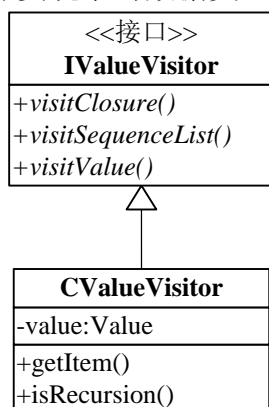 <<接口>>
IValueVisitor
+visitClosure()
+visitSequenceList()
+visitValue()
CValueVisitor
-value:Value
+getItem()
+isRecursion()